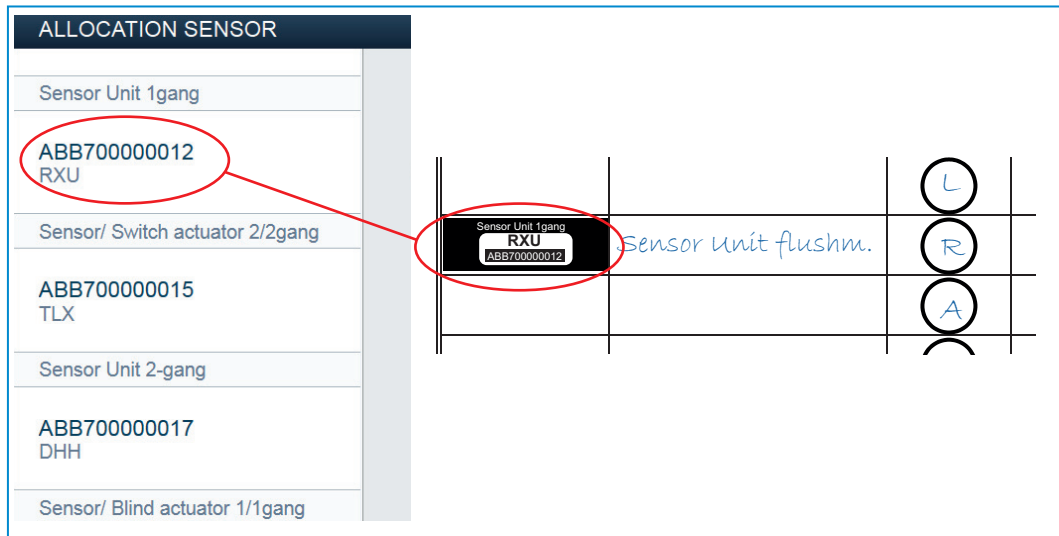 ALLOCATION SENSOR
Sensor Unit 1gang
ABB700000012
RXU
Sensor/ Switch actuator 2/2gang
ABB700000015
TLX
Sensor Unit 2-gang
ABB700000017
DHH
Sensor/ Blind actuator 1/1gang
L
Sensor Unit 1gang
RXU
ABB700000012
Sensor Unit flushm.
R
A